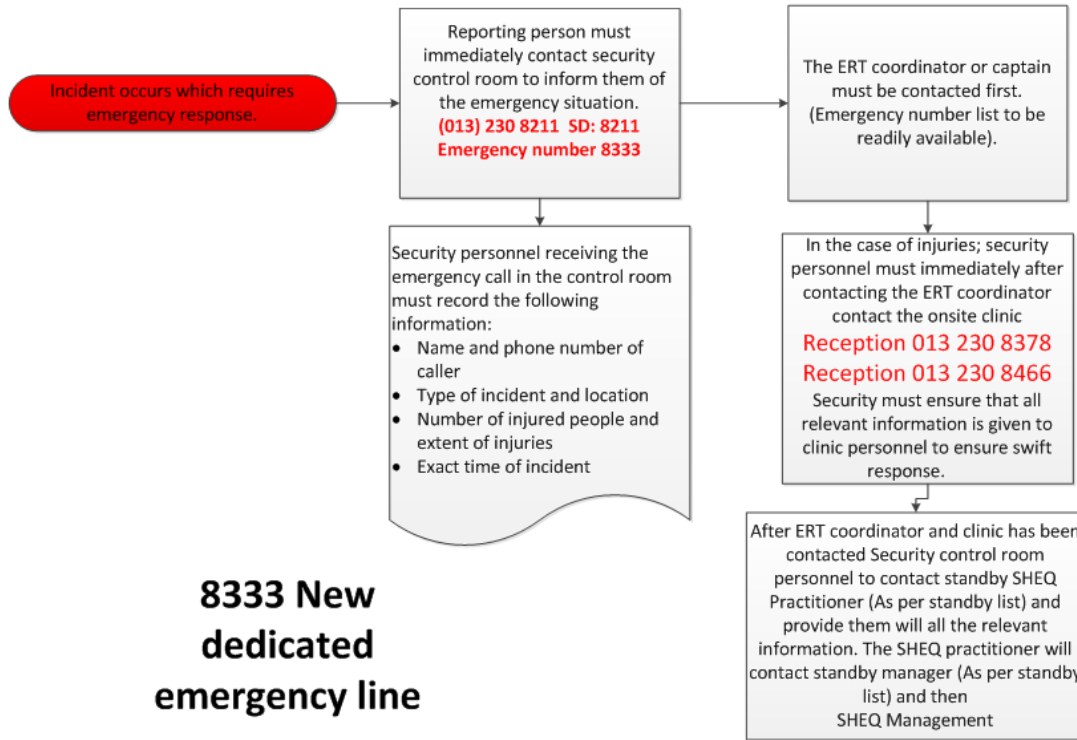 Incident occurs which requires
emergency response.
Reporting person must
immediately contact security
control room to inform them of
the emergency situation.
(013) 230 8211  SD: 8211
Emergency number 8333
The ERT coordinator or captain
must be contacted first.
(Emergency number list to be
readily available).
Security personnel receiving the
emergency call in the control room
must record the following
information:
• Name and phone number of
caller
• Type of incident and location
• Number of injured people and
extent of injuries
• Exact time of incident
In the case of injuries; security
personnel must immediately after
contacting the ERT coordinator
contact the onsite clinic
Reception 013 230 8378
Reception 013 230 8466
Security must ensure that all
relevant information is given to
clinic personnel to ensure swift
response.
After ERT coordinator and clinic has been
contacted Security control room
personnel to contact standby SHEQ
Practitioner (As per standby list) and
provide them will all the relevant
information. The SHEQ practitioner will
contact standby manager (As per standby
list) and then
SHEQ Management
8333 New
dedicated
emergency line